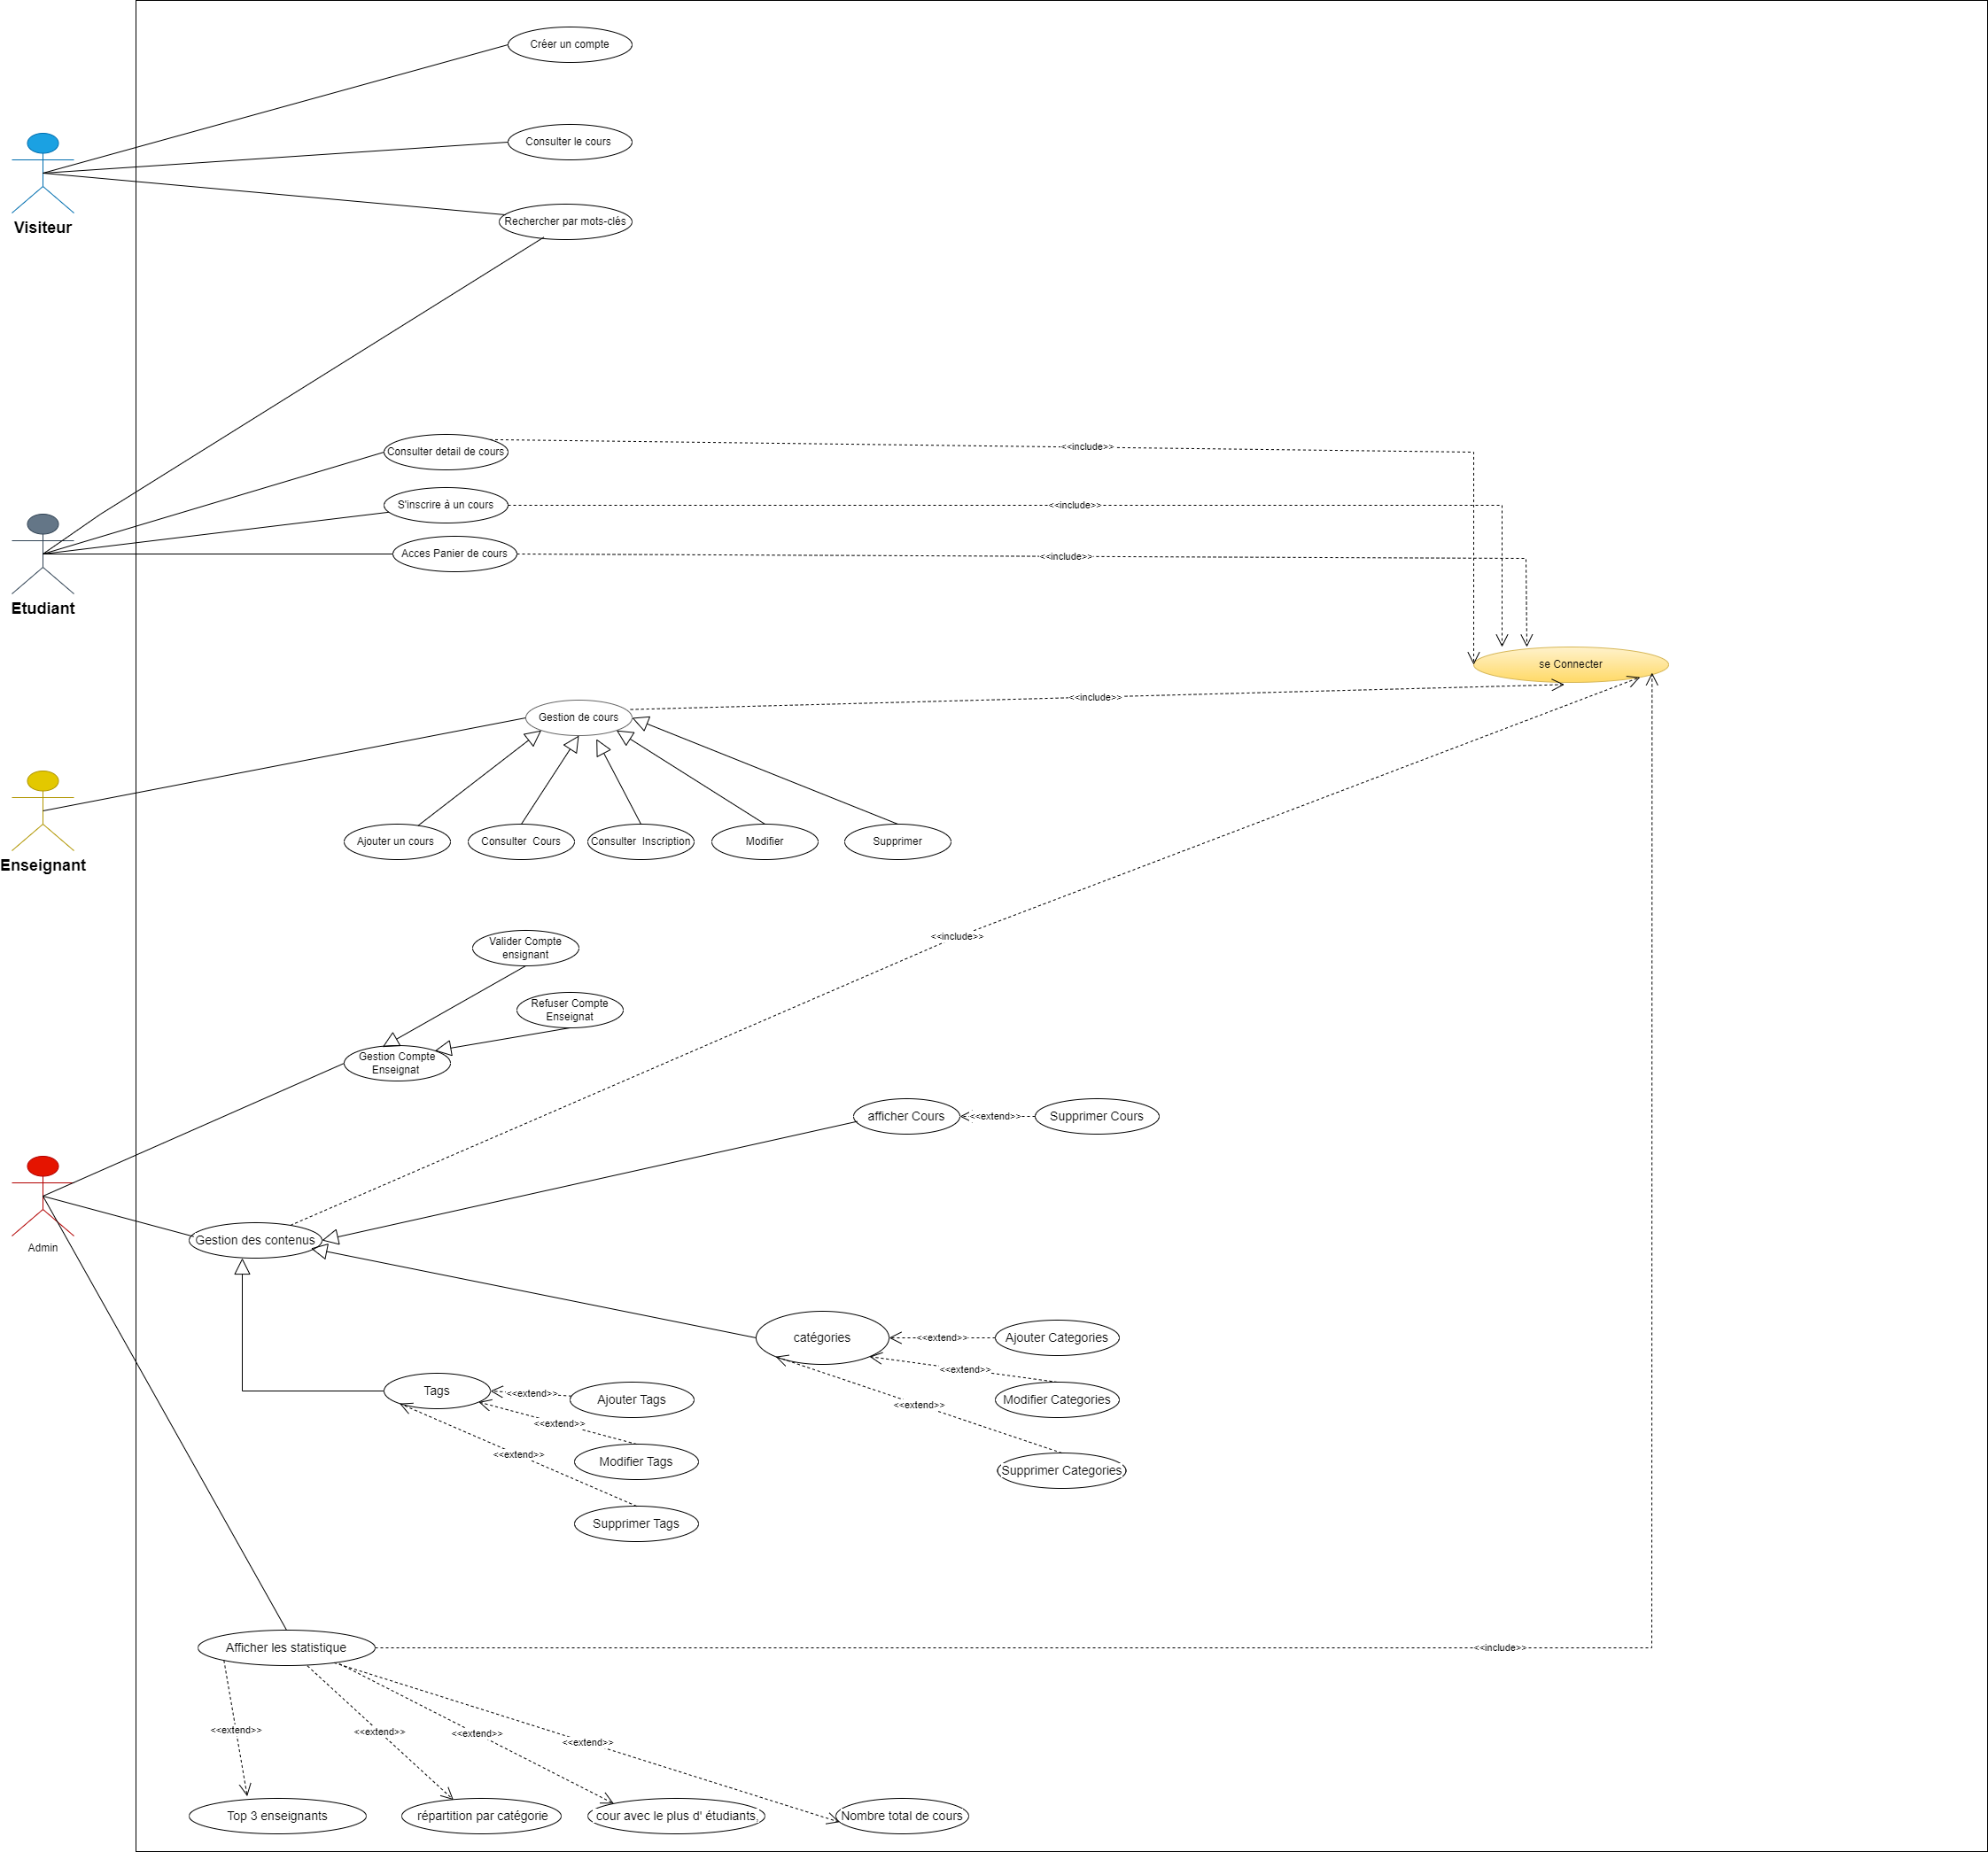 Créer un compte
Consulter le cours
Visiteur
Rechercher par mots-clés
Consulter detail de cours
<<include>>
S'inscrire à un cours
<<include>>
Acces Panier de cours
<<include>>
Etudiant
se Connecter
<<include>>
Gestion de cours
Ajouter un cours
Consulter  Cours
Consulter  Inscription
Modifier
Supprimer
Enseignant
<<include>>
Valider Compte
ensignant
Refuser Compte
Enseignat
Gestion Compte
Enseignat
afficher Cours
<<extend>>
Supprimer Cours
Admin
Gestion des contenus
catégories
<<extend>>
Ajouter Categories
<<extend>>
Modifier Categories
<<extend>>
Supprimer Categories
Tags
<<extend>>
Ajouter Tags
<<extend>>
Modifier Tags
<<extend>>
Supprimer Tags
Afficher les statistique
<<include>>
<<extend>>
<<extend>>
<<extend>>
<<extend>>
Top 3 enseignants
répartition par catégorie
cour avec le plus d' étudiants,
Nombre total de cours